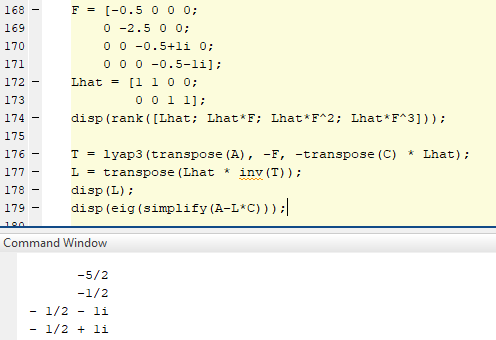 168 - F = [-0.5 0 0 0;
169 0 -2.5 0 0;
170 0 0 -0.5+1i 0;
171 0 0 0 -0.5-1i];
172 - Lhat = [1 1 0 0;
173 0 0 1 1];
174 - disp(rank([Lhat; Lhat*F; Lhat*F^2; Lhat*F^3]));
175
176 - T = lyap3(transpose(A), -F, -transpose(C) * Lhat);
177 - L = transpose(Lhat * inv(T));
178 - disp(L);
179 - disp(eig(simplify(A-L*C)));
Command Window
-5/2
-1/2
- 1/2 - 1i
- 1/2 + 1i